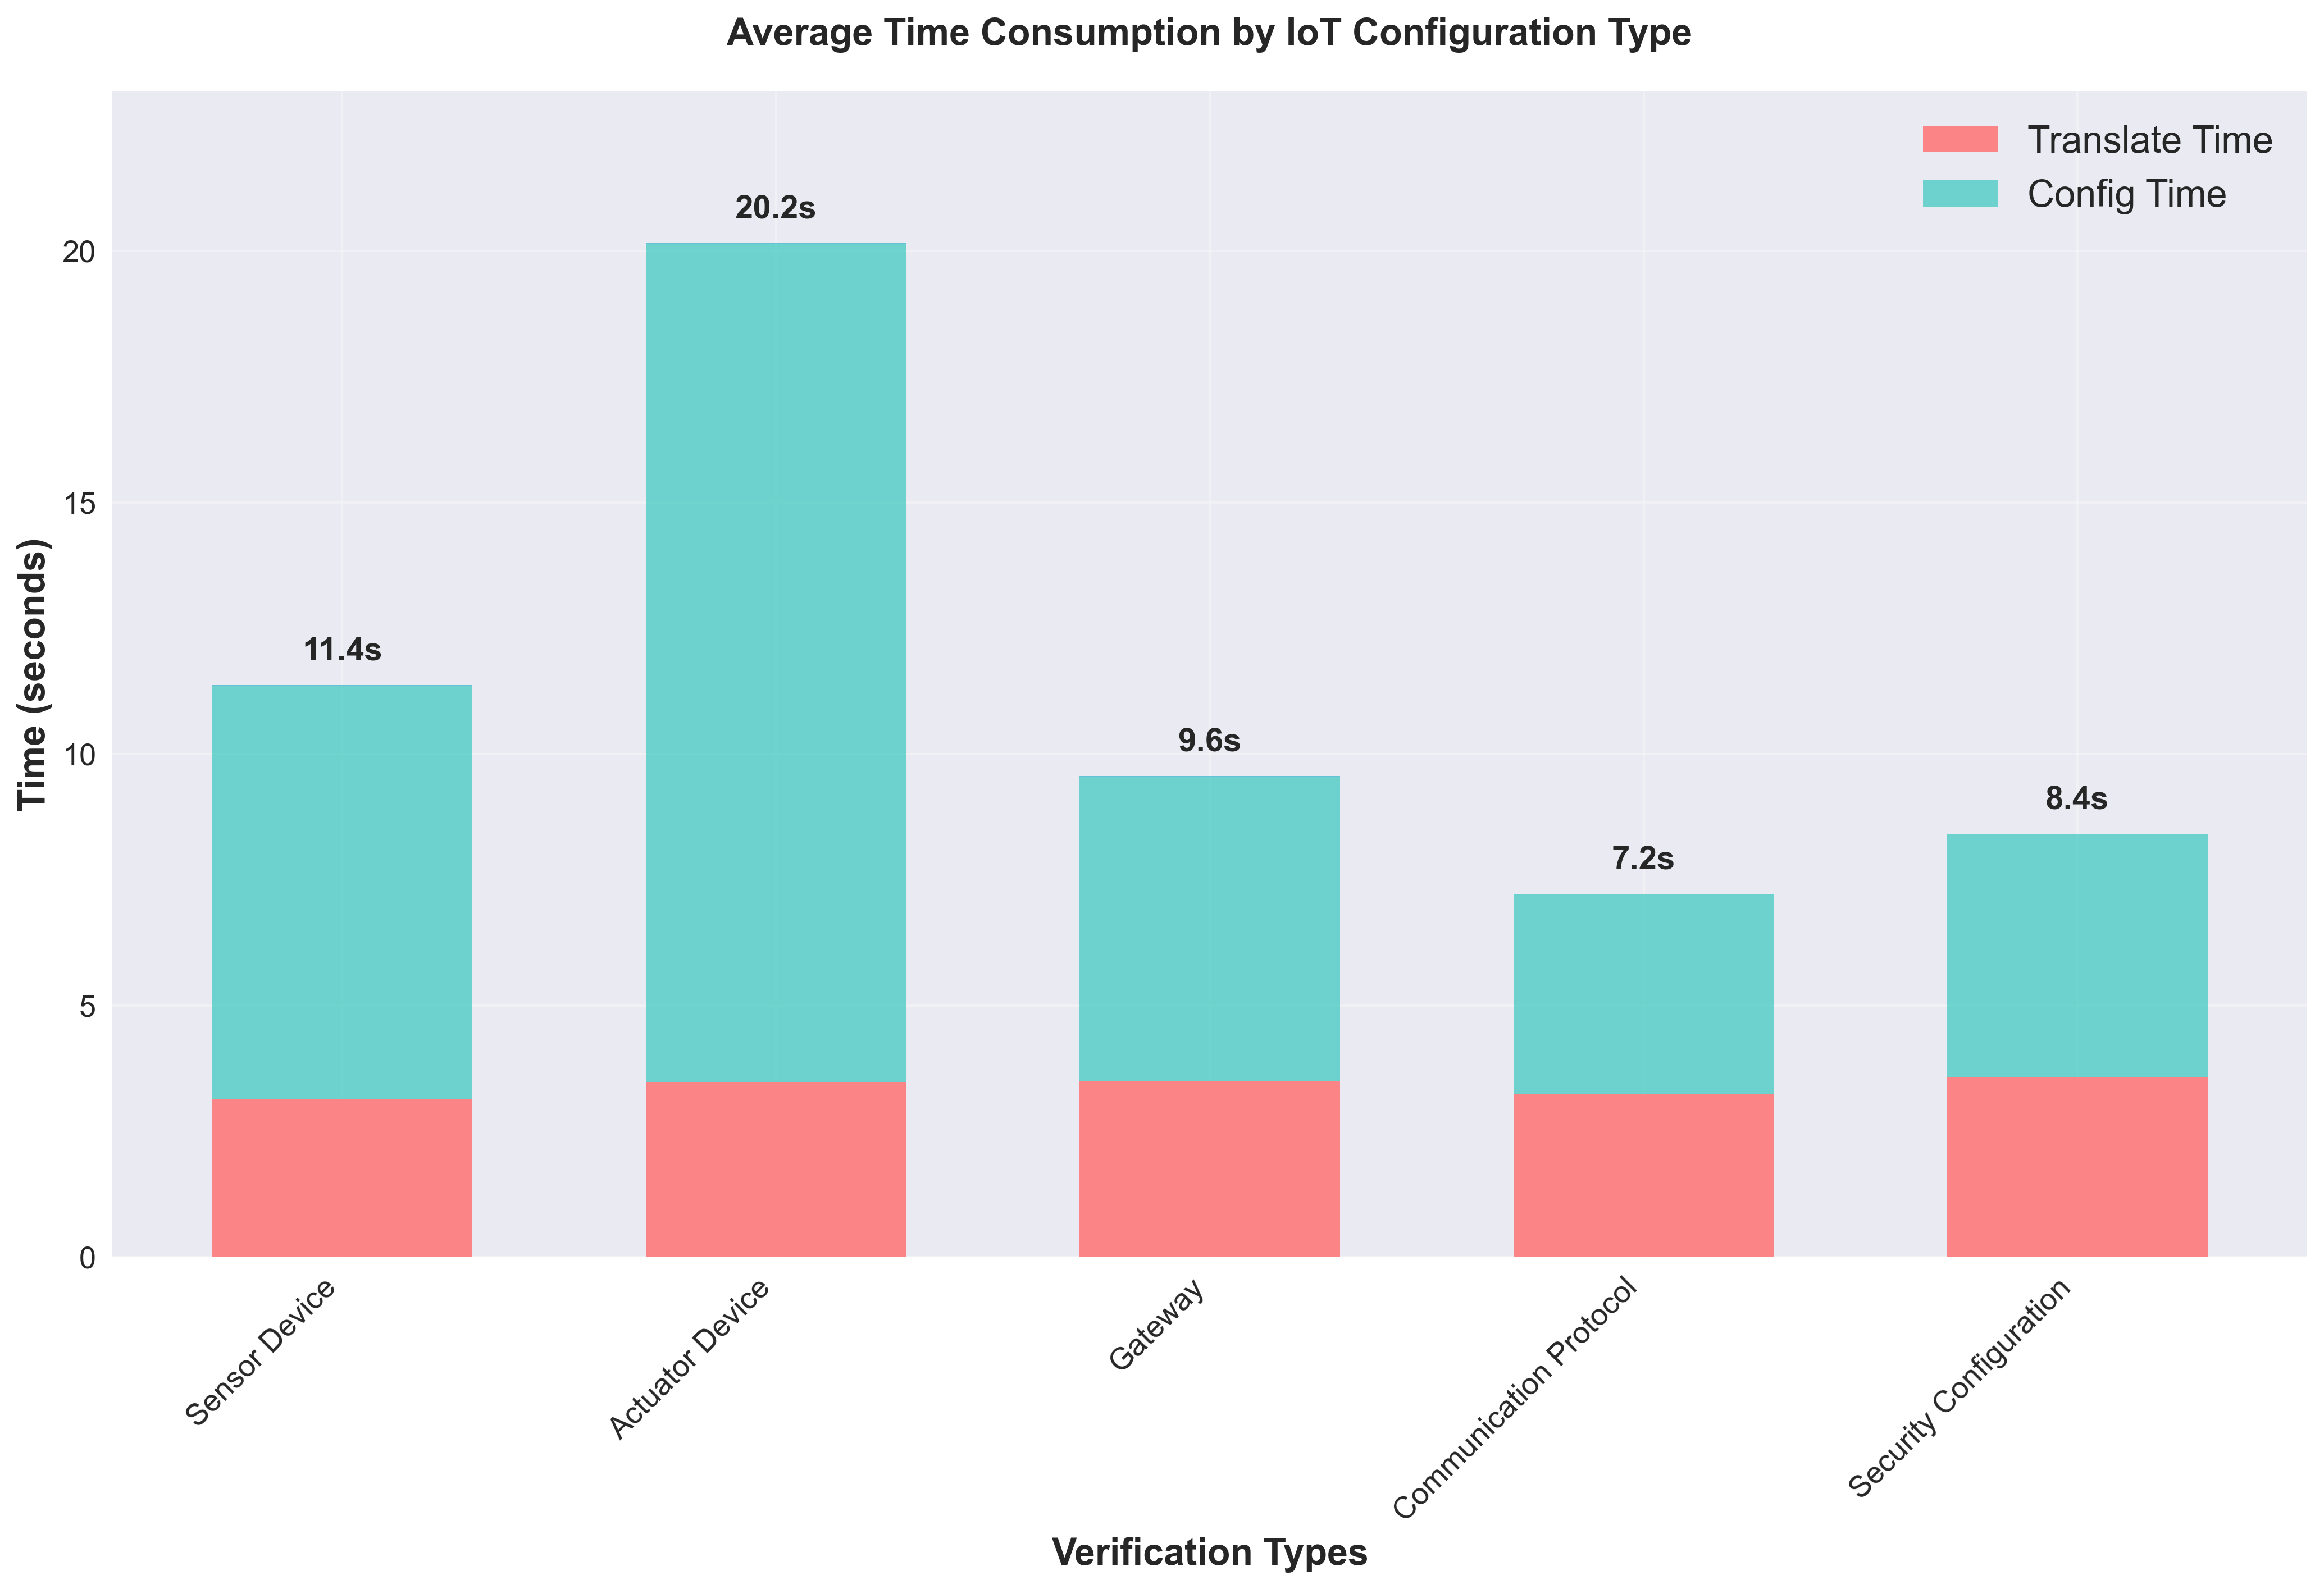 Average Time Consumption by IoT Configuration Type
Translate Time
Config Time
20.2s
11.4s
9.6s
8.4s
7.2s
20
15
10
5
0
Time (seconds)
Sensor Device
Actuator Device
Gateway
Communication Protocol
Security Configuration
Verification Types